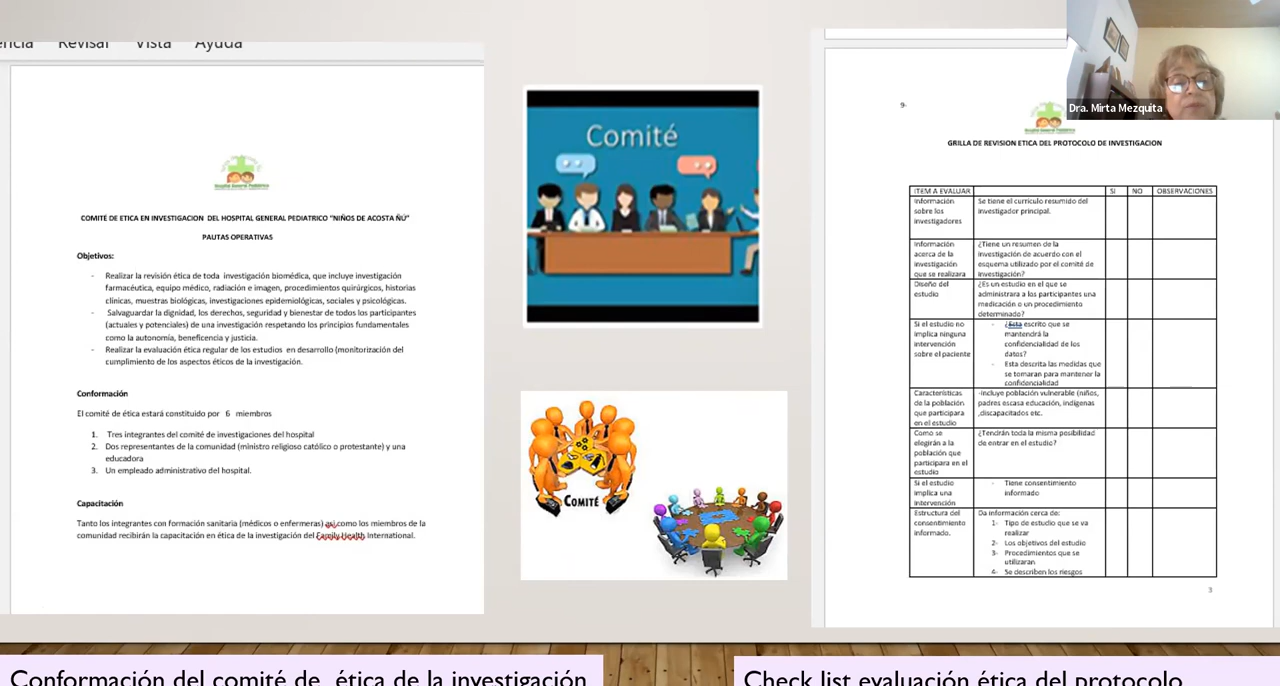 encia Revisar Vista Ayuda
Hospital General Pediátrico
COMITÉ DE ETICA EN INVESTIGACION DEL HOSPITAL GENERAL PEDIATRICO "NIÑOS DE ACOSTA ÑÚ"
PAUTAS OPERATIVAS
Objetivos:
- Realizar la revisión ética de toda investigación biomédica, que incluye investigación
farmacéutica, equipo médico, radiación e imagen, procedimientos quirúrgicos, historias
clínicas, muestras biológicas, investigaciones epidemiológicas, sociales y psicológicas.
- Salvaguardar la dignidad, los derechos, seguridad y bienestar de todos los participantes
(actuales y potenciales) de una investigación respetando los principios fundamentales
como la autonomía, beneficencia y justicia.
- Realizar la evaluación ética regular de los estudios en desarrollo (monitorización del
cumplimiento de los aspectos éticos de la investigación.
Conformación
El comité de ética estará constituido por 6 miembros
1. Tres integrantes del comité de investigaciones del hospital
2. Dos representantes de la comunidad (ministro religioso católico o protestante) y una
educadora
3. Un empleado administrativo del hospital.
Capacitación
Tanto los integrantes con formación sanitaria (médicos o enfermeras) así como los miembros de la
comunidad recibirán la capacitación en ética de la investigación del Family Health International.
Conformación del comité de ética de la investigación
Comité
COMITÉ
Dra. Mirta Mezquita
9-
GRILLA DE REVISION ETICA DEL PROTOCOLO DE INVESTIGACION
ITEM A EVALUAR SI NO OBSERVACIONES
Información
sobre los
investigadores
Se tiene el currículo resumido del
investigador principal.
Información
acerca de la
investigación
que se realizara
¿Tiene un resumen de la
investigación de acuerdo con el
esquema utilizado por el comité de
Investigación?
Diseño del
estudio
¿Es un estudio en el que se
administrara a los participantes una
medicación o un procedimiento
determinado?
Si el estudio no
implica ninguna
intervención
sobre el paciente
- ¿Esta escrito que se
mantendrá la
confidencialidad de los
datos?
- Esta descrita las medidas que
se tomaran para mantener la
confidencialidad
Características
de la población
que participara
en el estudio
-Incluye población vulnerable (niños,
padres escasa educación, indígenas
,discapacitados etc.
Como se
elegirán a la
población que
participara en el
estudio
¿Tendrán toda la misma posibilidad
de entrar en el estudio?
Si el estudio
implica una
intervención
- Tiene consentimiento
informado
Estructura del
consentimiento
informado.
Da información cerca de:
1- Tipo de estudio que se va
realizar
2- Los objetivos del estudio
3- Procedimientos que se
utilizaran
4- Se describen los riesgos
3
Check list evaluación ética del protocolo